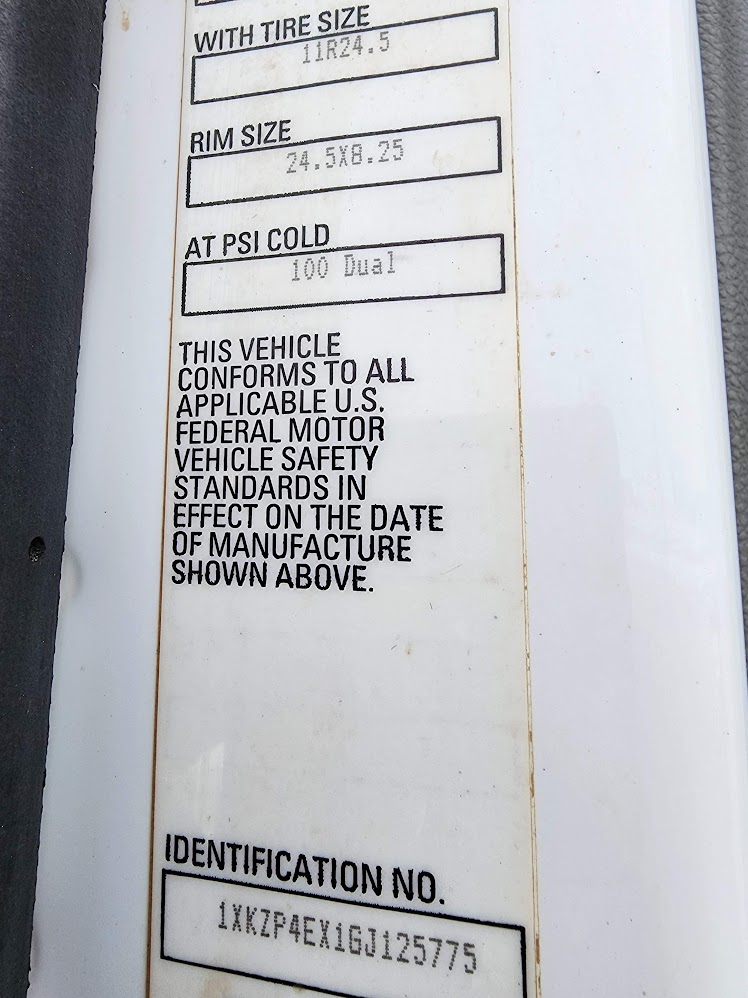 WITH TIRE SIZE
11R24.5
RIM SIZE
24.5X8.25
AT PSI COLD
100 Dual
THIS VEHICLE
CONFORMS TO ALL
APPLICABLE U.S.
FEDERAL MOTOR
VEHICLE SAFETY
STANDARDS IN
EFFECT ON THE DATE
OF MANUFACTURE
SHOWN ABOVE.
IDENTIFICATION NO.
1XKZP4EX1GJ125775